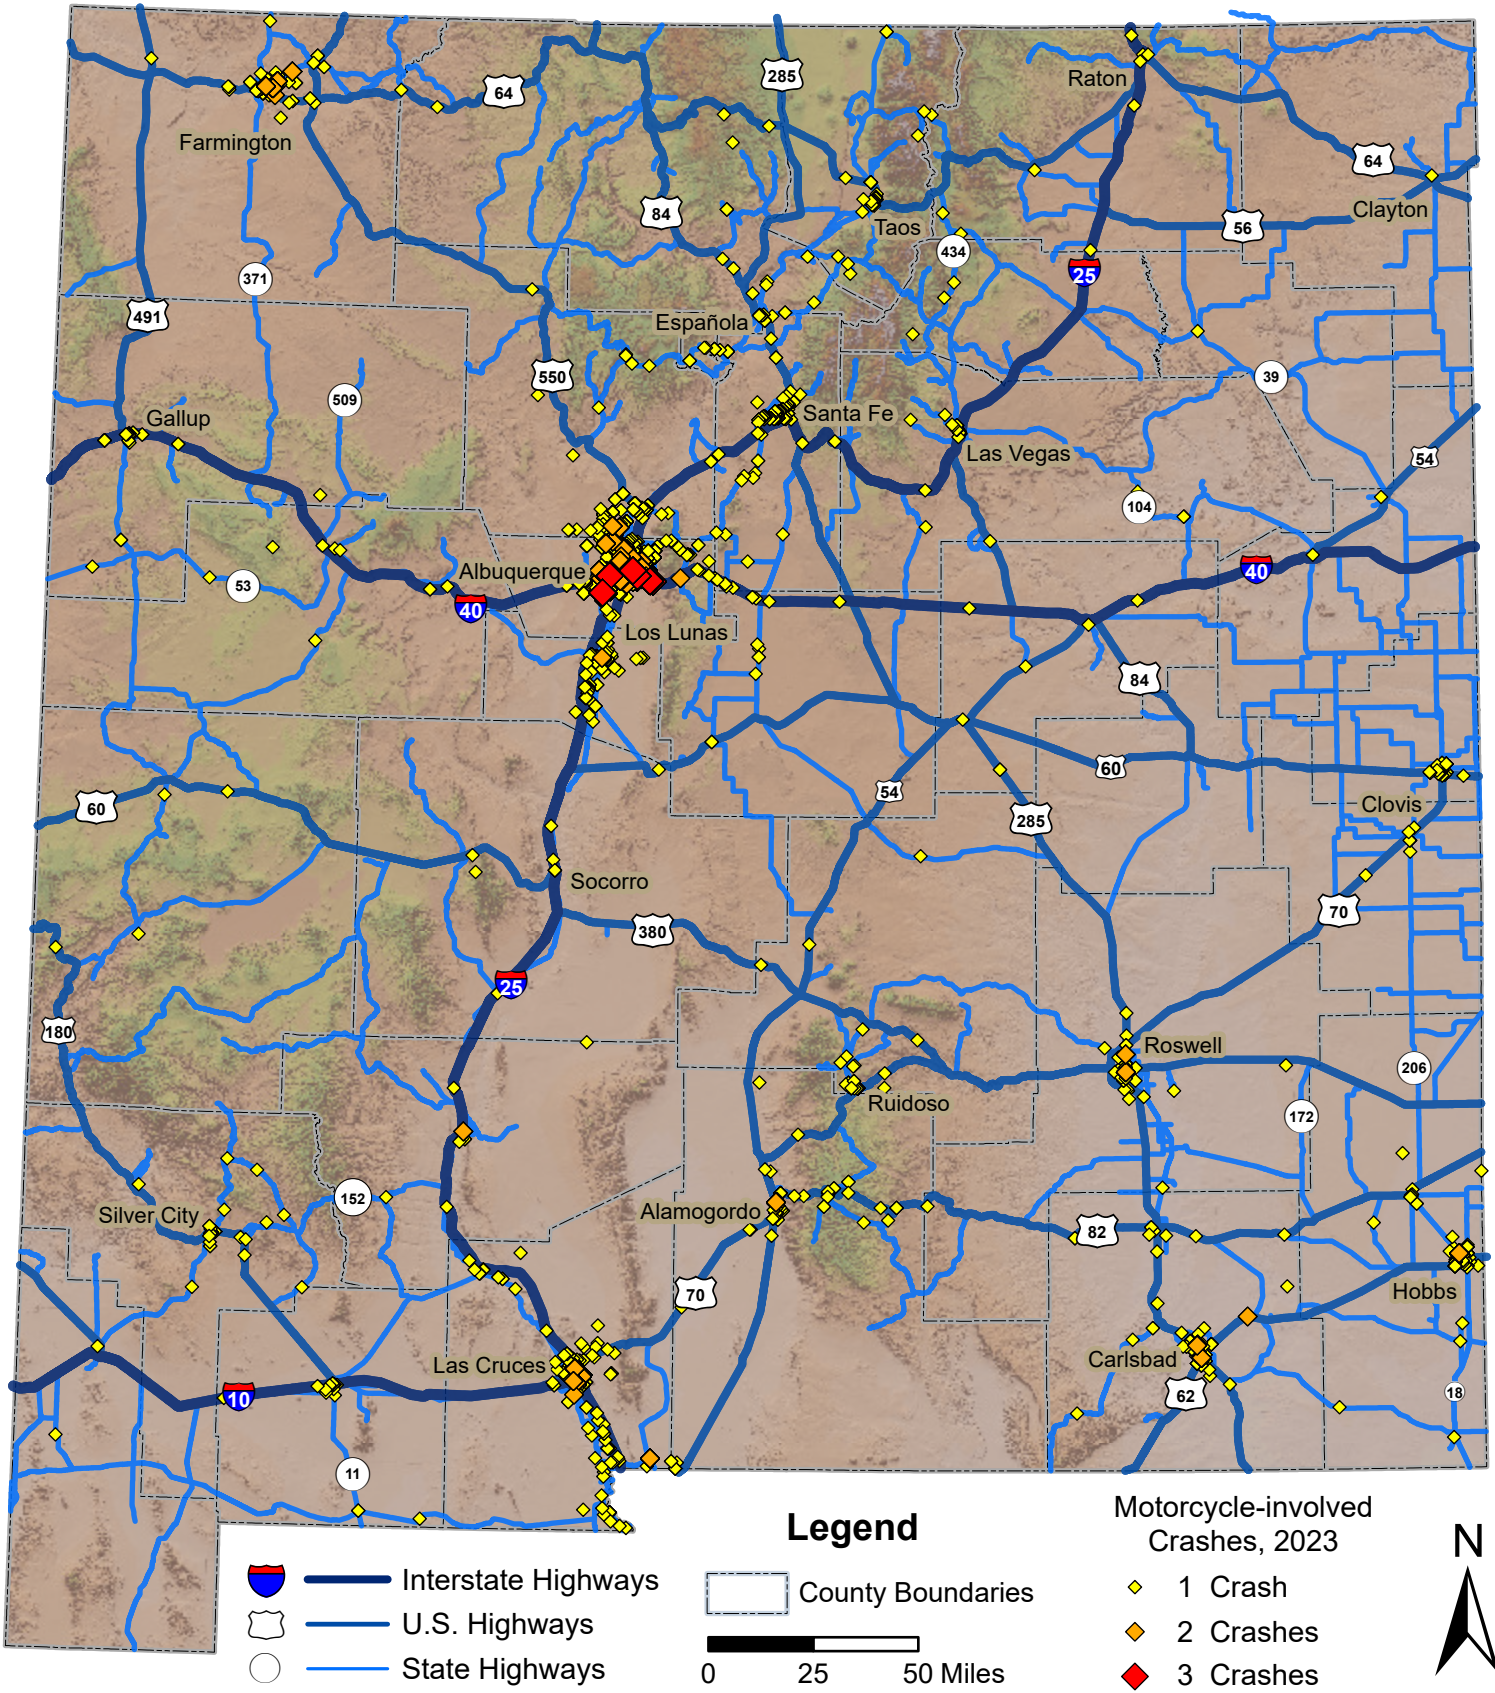 285
Raton
64
Farmington
64
84
Clayton
56
Taos
434
371
25
491
Española
550
39
509
Santa Fe
Gallup
Las Vegas
54
104
40
Albuquerque
53
40
Los Lunas
84
60
54
60
Clovis
285
Socorro
70
380
25
180
Roswell
206
Ruidoso
172
152
Silver City
Alamogordo
82
70
Hobbs
Las Cruces
Carlsbad
62
18
10
11
Legend
Motorcycle-involved
Crashes, 2023
N
Interstate Highways
County Boundaries
1 Crash
U.S. Highways
2 Crashes
State Highways
0 25 50 Miles
3 Crashes